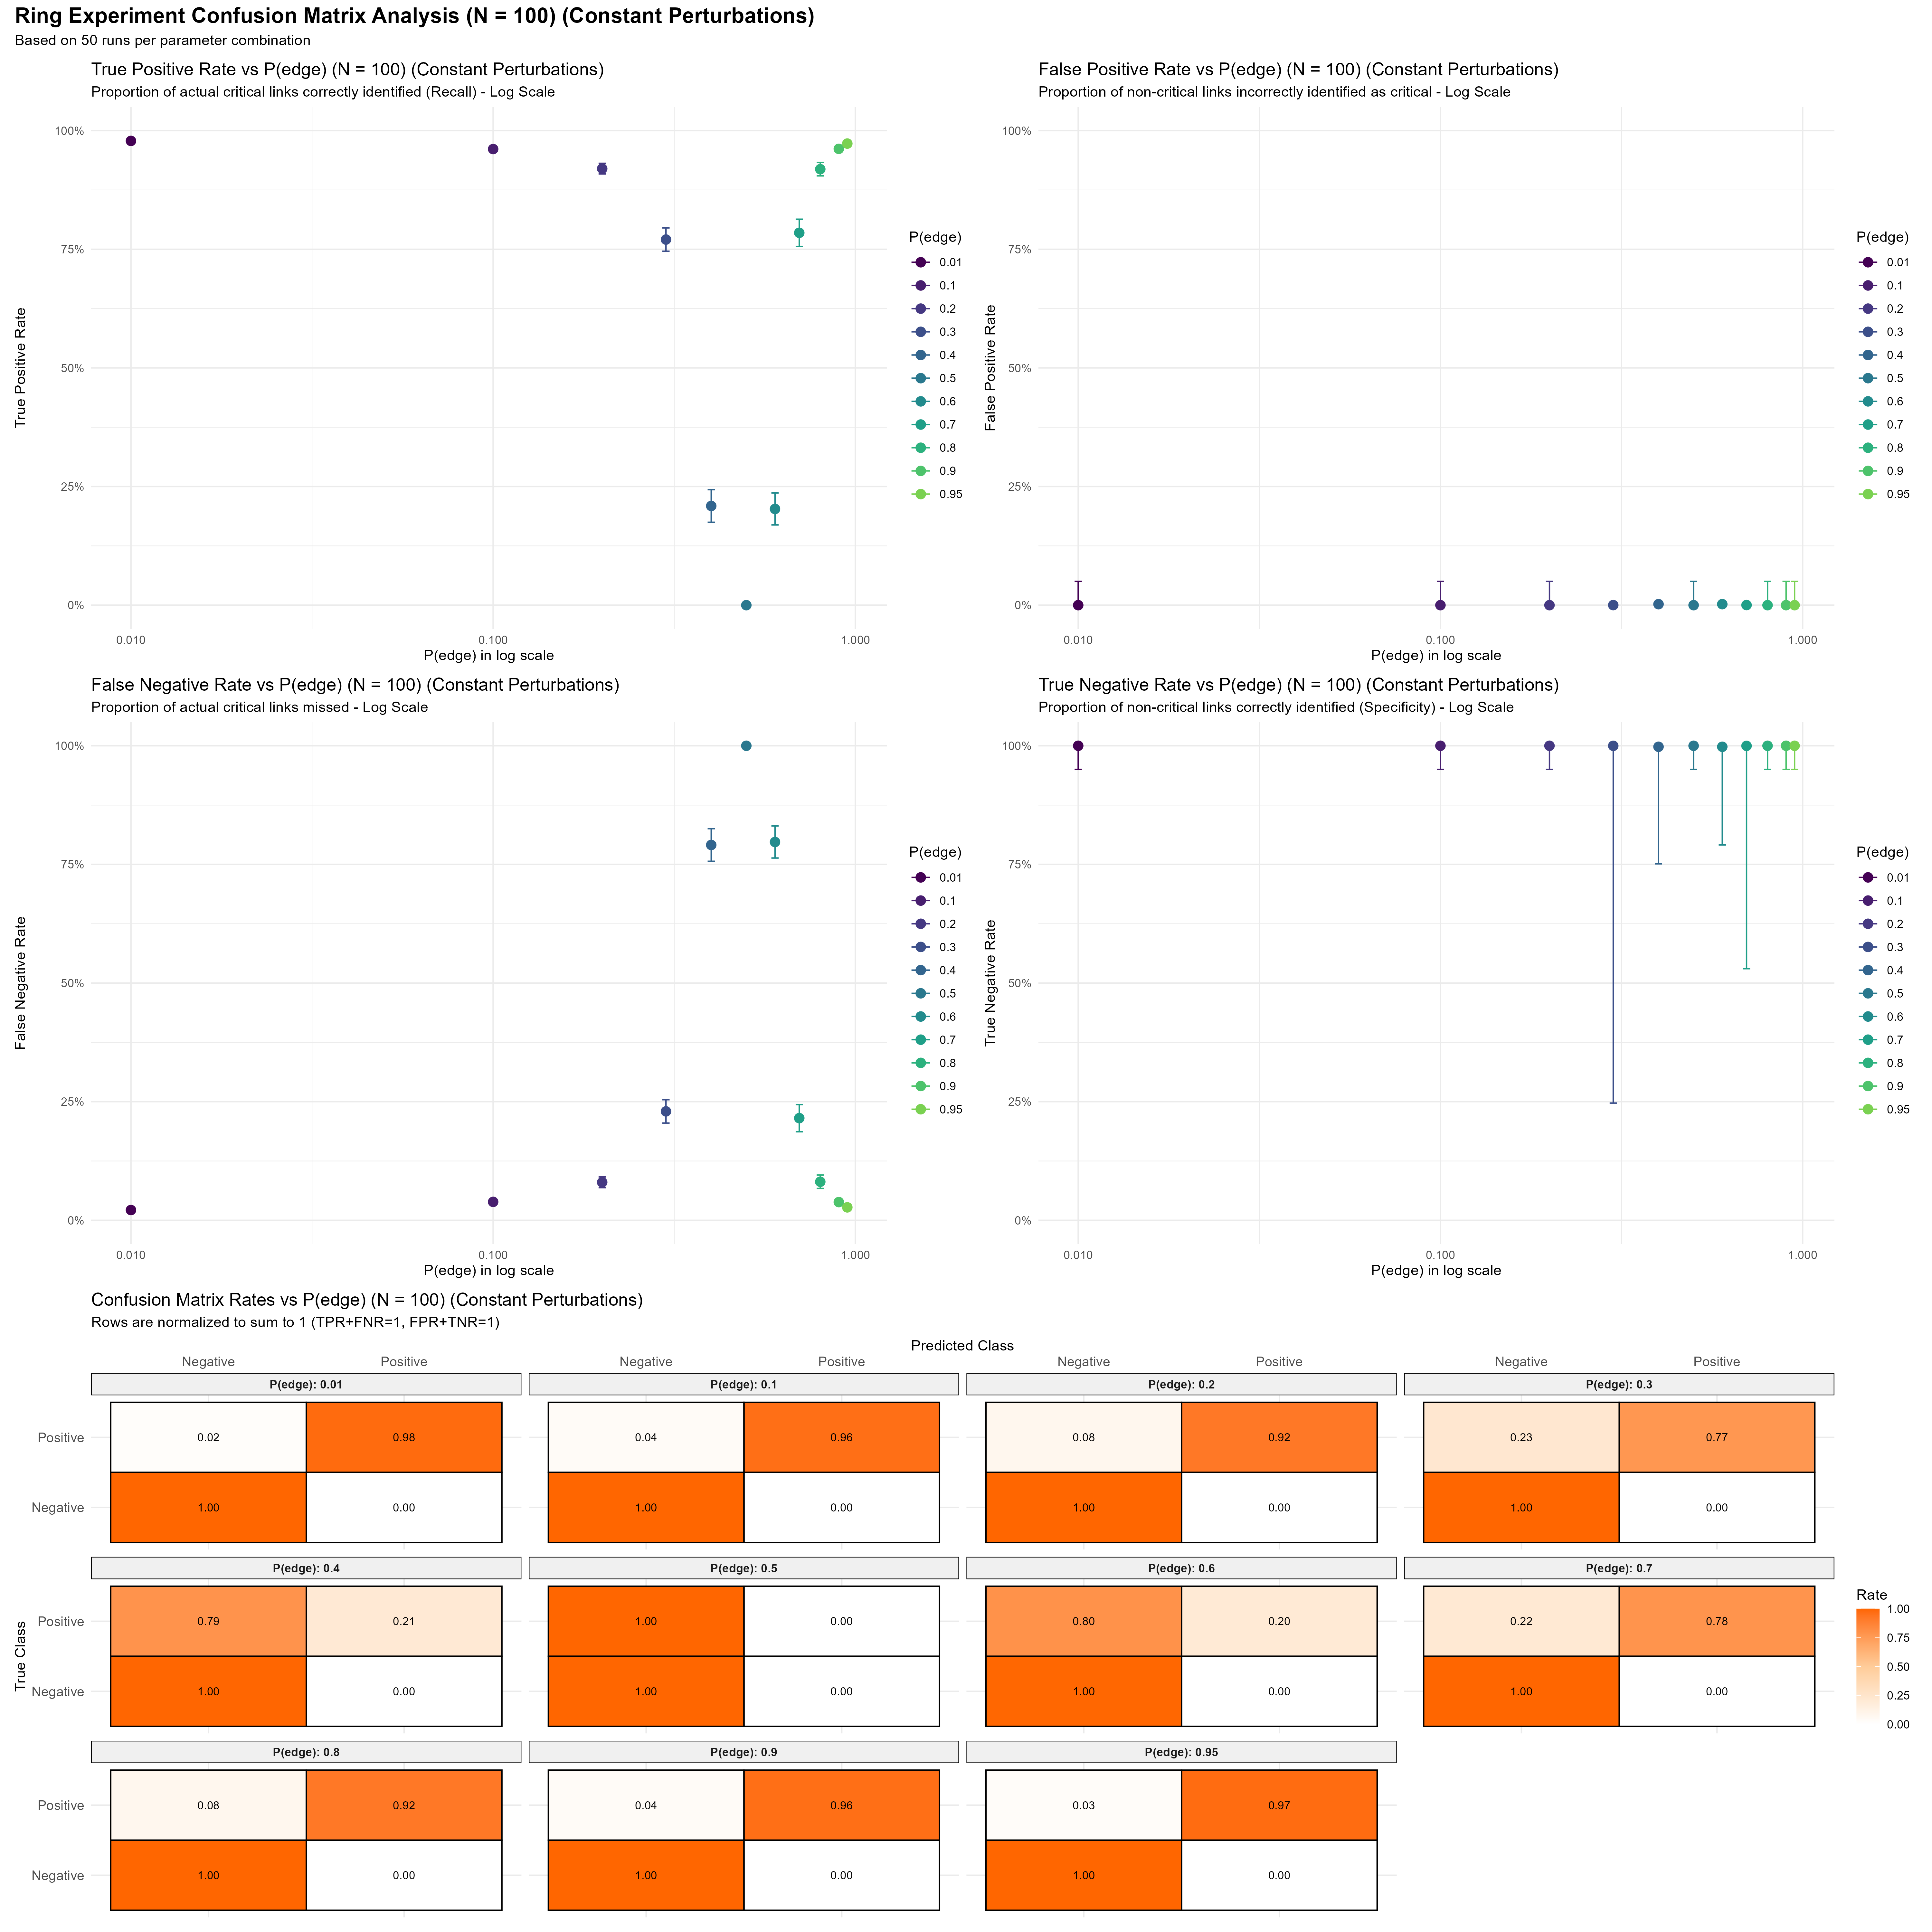 Ring Experiment Confusion Matrix Analysis (N = 100) (Constant Perturbations)
Based on 50 runs per parameter combination
True Positive Rate vs P(edge) (N = 100) (Constant Perturbations)
Proportion of actual critical links correctly identified (Recall) - Log Scale
True Positive Rate
100%
75%
50%
25%
0%
0.010 0.100 1.000
P(edge) in log scale
P(edge)
0.01
0.1
0.2
0.3
0.4
0.5
0.6
0.7
0.8
0.9
0.95
False Positive Rate vs P(edge) (N = 100) (Constant Perturbations)
Proportion of non-critical links incorrectly identified as critical - Log Scale
False Positive Rate
100%
75%
50%
25%
0%
0.010 0.100 1.000
P(edge) in log scale
P(edge)
0.01
0.1
0.2
0.3
0.4
0.5
0.6
0.7
0.8
0.9
0.95
False Negative Rate vs P(edge) (N = 100) (Constant Perturbations)
Proportion of actual critical links missed - Log Scale
False Negative Rate
100%
75%
50%
25%
0%
0.010 0.100 1.000
P(edge) in log scale
P(edge)
0.01
0.1
0.2
0.3
0.4
0.5
0.6
0.7
0.8
0.9
0.95
True Negative Rate vs P(edge) (N = 100) (Constant Perturbations)
Proportion of non-critical links correctly identified (Specificity) - Log Scale
True Negative Rate
100%
75%
50%
25%
0%
0.010 0.100 1.000
P(edge) in log scale
P(edge)
0.01
0.1
0.2
0.3
0.4
0.5
0.6
0.7
0.8
0.9
0.95
Confusion Matrix Rates vs P(edge) (N = 100) (Constant Perturbations)
Rows are normalized to sum to 1 (TPR+FNR=1, FPR+TNR=1)
Predicted Class
Negative Positive Negative Positive Negative Positive Negative Positive
P(edge): 0.01 P(edge): 0.1 P(edge): 0.2 P(edge): 0.3
Positive 0.02 0.98 0.04 0.96 0.08 0.92 0.23 0.77
Negative 1.00 0.00 1.00 0.00 1.00 0.00 1.00 0.00
P(edge): 0.4 P(edge): 0.5 P(edge): 0.6 P(edge): 0.7
Positive 0.79 0.21 1.00 0.00 0.80 0.20 0.22 0.78
Negative 1.00 0.00 1.00 0.00 1.00 0.00 1.00 0.00
P(edge): 0.8 P(edge): 0.9 P(edge): 0.95
Positive 0.08 0.92 0.04 0.96 0.03 0.97
Negative 1.00 0.00 1.00 0.00 1.00 0.00
True Class
Rate
1.00
0.75
0.50
0.25
0.00